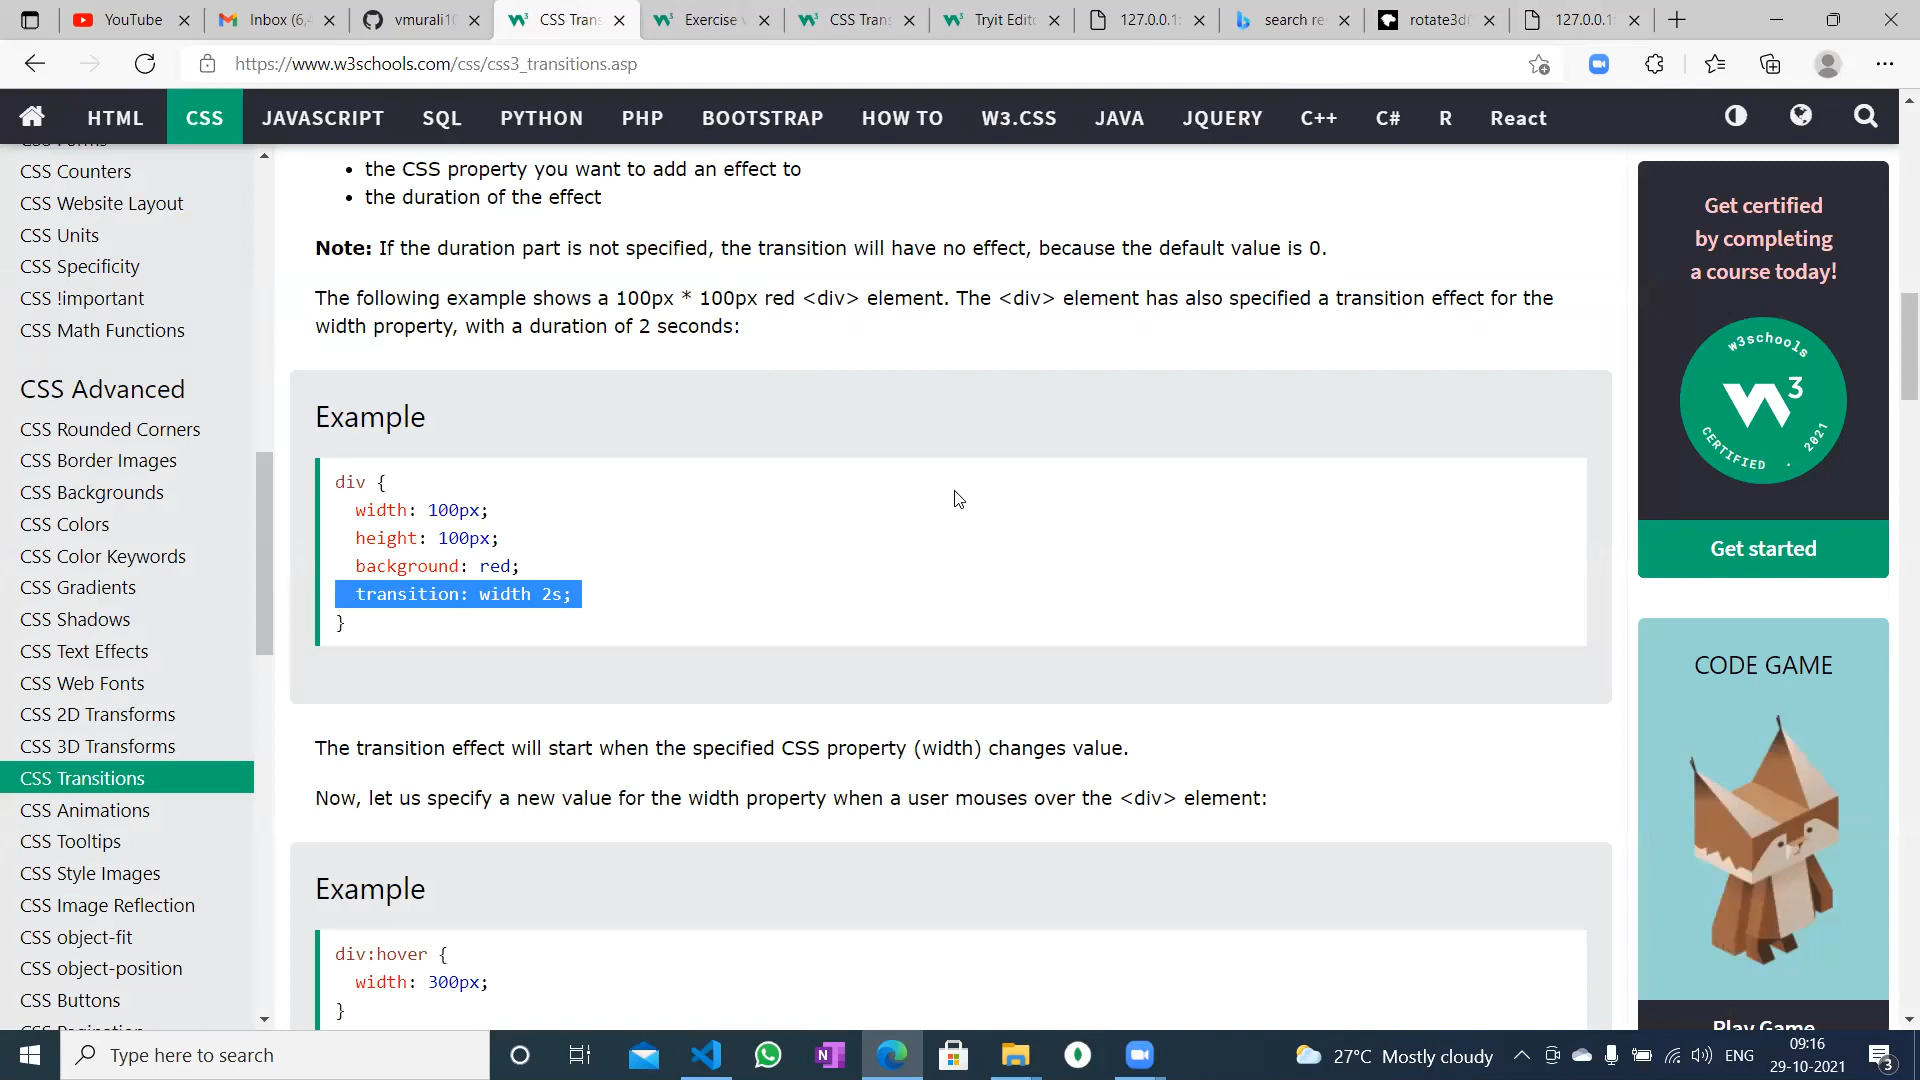 YouTube
Inbox (6,4
vmurali10
CSS Trans
Exercise v
CSS Trans
Tryit Edito
127.0.0.1:
search re
rotate3d(
127.0.0.1:
https://www.w3schools.com/css/css3_transitions.asp
HTML
CSS
JAVASCRIPT
SQL
PYTHON
PHP
BOOTSTRAP
HOW TO
W3.CSS
JAVA
JQUERY
C++
C#
R
React
CSS Forms
CSS Counters
CSS Website Layout
CSS Units
CSS Specificity
CSS !important
CSS Math Functions
CSS Advanced
CSS Rounded Corners
CSS Border Images
CSS Backgrounds
CSS Colors
CSS Color Keywords
CSS Gradients
CSS Shadows
CSS Text Effects
CSS Web Fonts
CSS 2D Transforms
CSS 3D Transforms
CSS Transitions
CSS Animations
CSS Tooltips
CSS Style Images
CSS Image Reflection
CSS object-fit
CSS object-position
CSS Buttons
CSS Pagination
• the CSS property you want to add an effect to
• the duration of the effect
Note: If the duration part is not specified, the transition will have no effect, because the default value is 0.
The following example shows a 100px * 100px red <div> element. The <div> element has also specified a transition effect for the
width property, with a duration of 2 seconds:
Example
div {
width: 100px;
height: 100px;
background: red;
transition: width 2s;
}
The transition effect will start when the specified CSS property (width) changes value.
Now, let us specify a new value for the width property when a user mouses over the <div> element:
Example
div:hover {
width: 300px;
}
Get certified
by completing
a course today!
w3schools
W3
CERTIFIED . 2021
Get started
CODE GAME
Play Game
Type here to search
27°C Mostly cloudy
ENG
09:16
29-10-2021
3